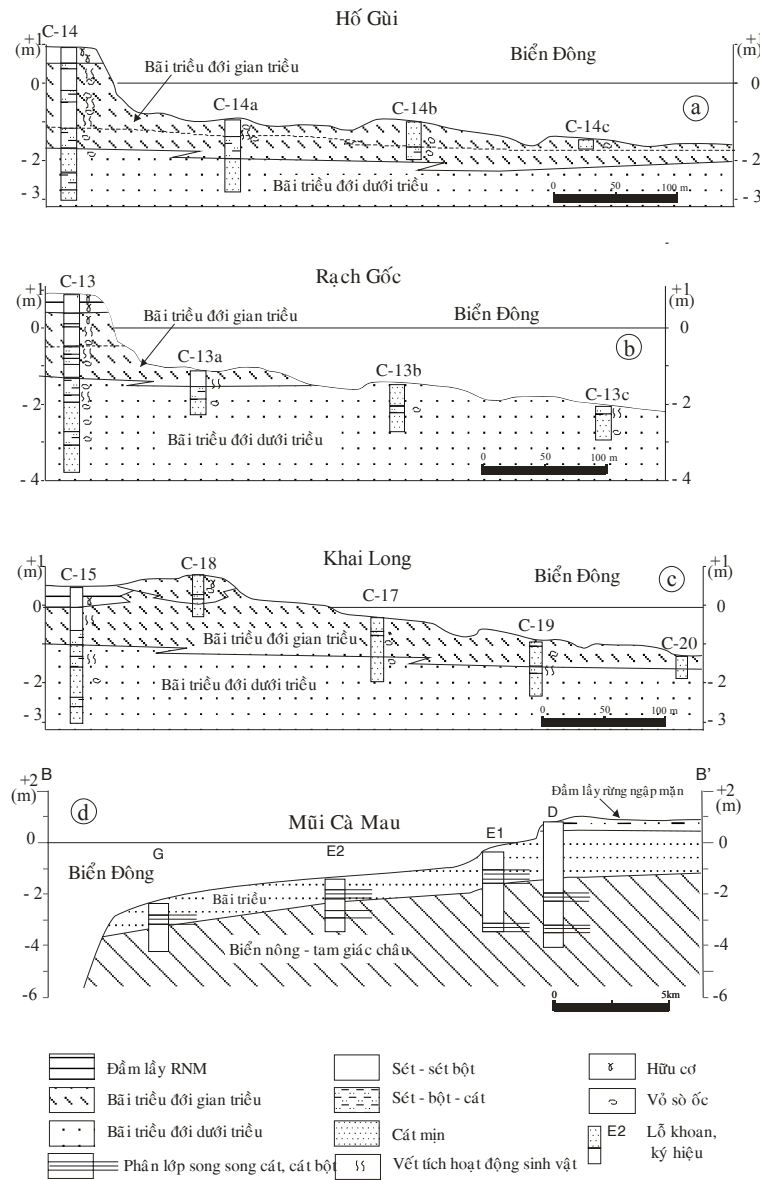 Hố Gùi
C-14
+1
(m)
0
- 2
- 3
Bãi triều đới gian triều
C-14a
C-14b
C-14c
Biển Đông
a
+1
(m)
0
- 2
- 3
Bãi triều đới dưới triều
0 50 100 m
Rạch Gốc
C-13
+1
(m)
0
- 2
- 4
Bãi triều đới gian triều
C-13a
C-13b
C-13c
Biển Đông
b
+1
(m)
0
- 2
- 4
Bãi triều đới dưới triều
0 50 100 m
Khai Long
C-15
C-18
C-17
C-19
C-20
+1
(m)
0
- 2
- 3
Biển Đông
c
+1
(m)
0
- 2
- 3
Bãi triều đới gian triều
Bãi triều đới dưới triều
0 50 100 m
B
B'
+2
(m)
0
-2
-4
-6
d
Mũi Cà Mau
Đầm lầy rừng ngập mặn
Biển Đông
G
E2
E1
D
Bãi triều
Biển nông - tam giác châu
+2
(m)
0
-2
-4
-6
0 5km
Đầm lầy RNM
Bãi triều đới gian triều
Bãi triều đới dưới triều
Phân lớp song song cát, cát bột
Sét - sét bột
Sét - bột - cát
Cát mịn
Vết tích hoạt động sinh vật
Hữu cơ
Vỏ sò ốc
E2
Lỗ khoan,
ký hiệu